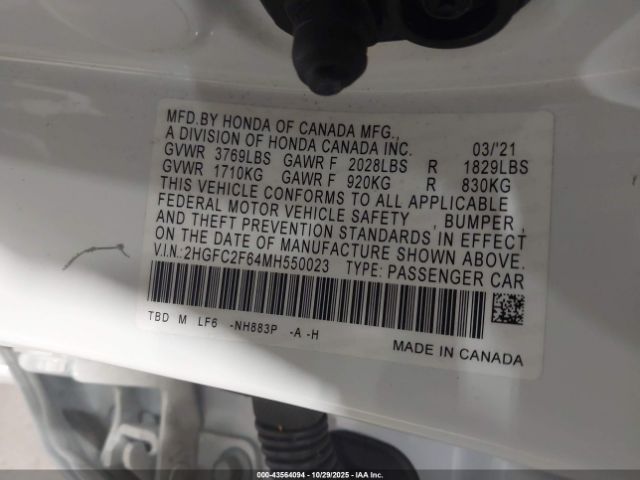 MFD.BY HONDA OF CANADA MFG.,
A DIVISION OF HONDA CANADA INC. 03/'21
GVWR 3769LBS GAWR F 2028LBS R 1829LBS
GVWR 1710KG GAWR F 920KG R 830KG
THIS VEHICLE CONFORMS TO ALL APPLICABLE
FEDERAL MOTOR VEHICLE SAFETY , BUMPER ,
AND THEFT PREVENTION STANDARDS IN EFFECT
ON THE DATE OF MANUFACTURE SHOWN ABOVE.
V.I.N.: 2HGFC2F64MH550023 TYPE: PASSENGER CAR
TBD M LF6 -NH883P -A -H
MADE IN CANADA
000-43564094 | 10/29/2025 | IAA Inc.